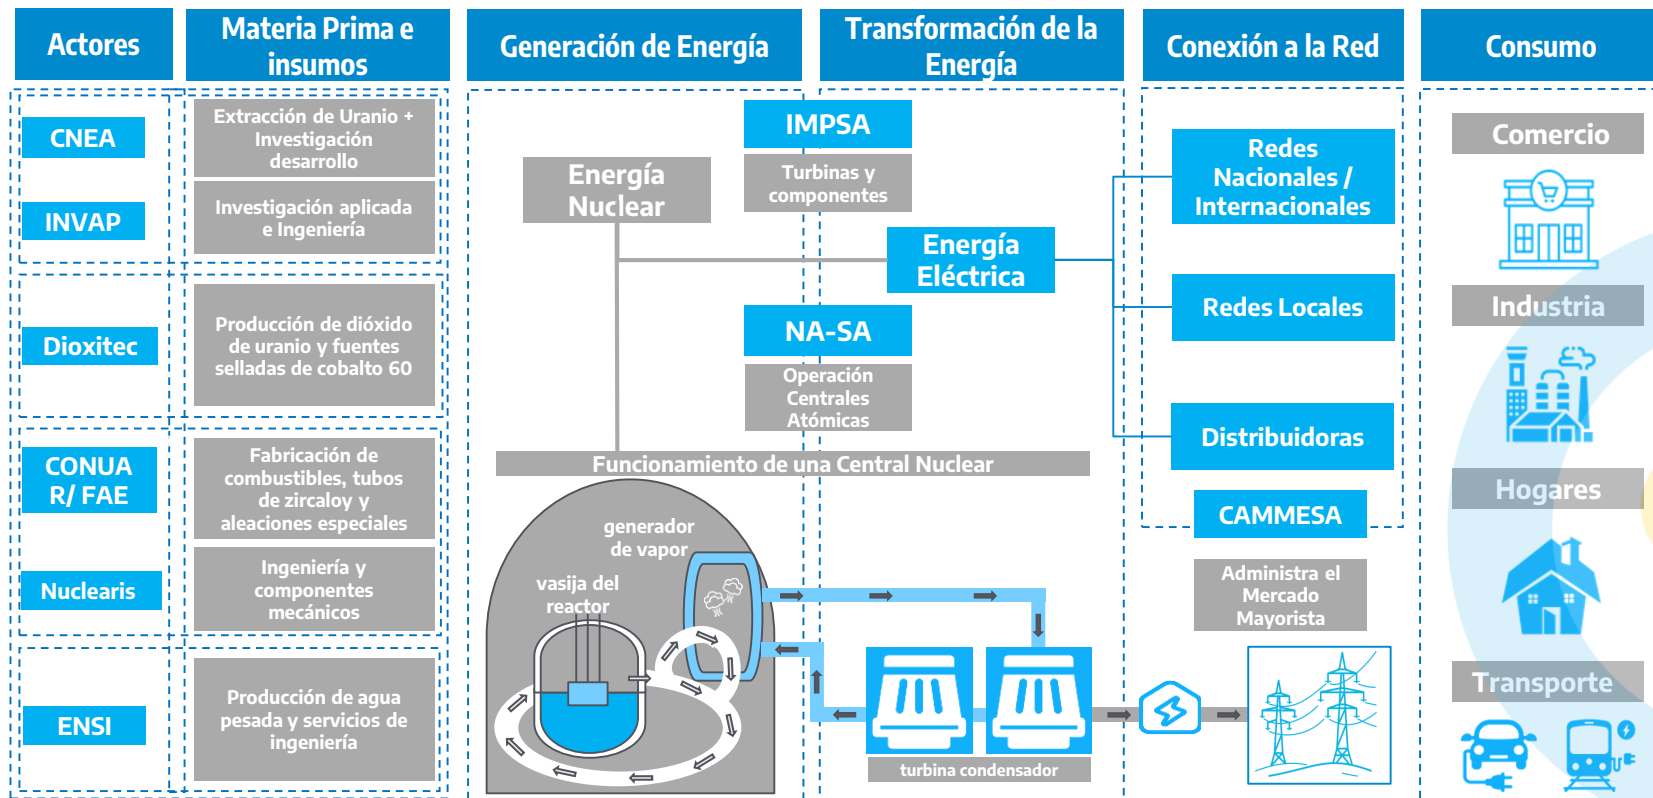 Actores
Materia Prima e
insumos
Generación de Energía
Transformación de la
Energía
Conexión a la Red
Consumo
CNEA
Extracción de Uranio +
Investigación
desarrollo
INVAP
Investigación aplicada
e Ingeniería
Dioxitec
Producción de dióxido
de uranio y fuentes
selladas de cobalto 60
CONUA
R/ FAE
Fabricación de
combustibles, tubos
de zircaloy y
aleaciones especiales
Nuclearis
Ingeniería y
componentes
mecánicos
ENSI
Producción de agua
pesada y servicios de
ingeniería
Energía
Nuclear
IMPSA
Turbinas y
componentes
Energía
Eléctrica
NA-SA
Operación
Centrales
Atómicas
Funcionamiento de una Central Nuclear
generador
de vapor
vasija del
reactor
turbina condensador
Redes
Nacionales /
Internacionales
Redes Locales
Distribuidoras
CAMMESA
Administra el
Mercado
Mayorista
Comercio
Industria
Hogares
Transporte